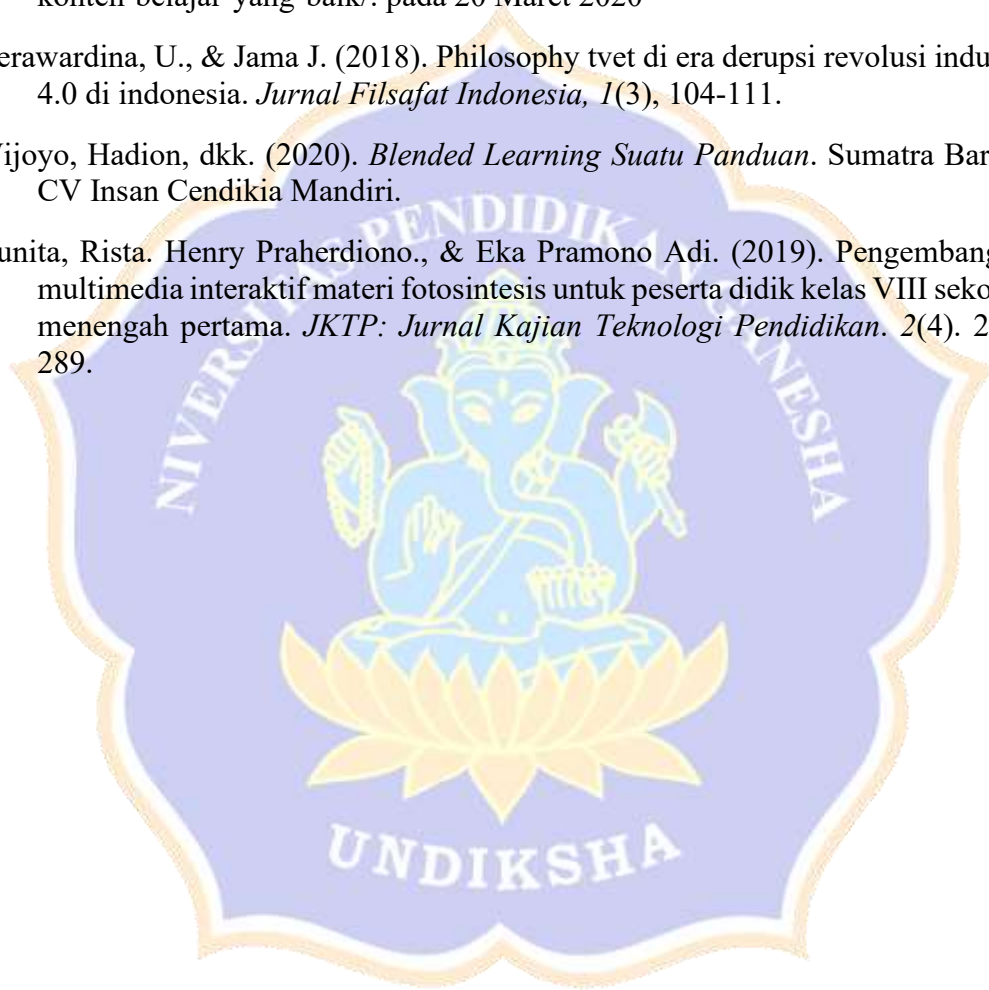 konten-belajar-yang-baik/. pada 20 Maret 2020
erawardina, U., & Jama J. (2018). Philosophy tvet di era derupsi revolusi indu
4.0 di indonesia. Jurnal Filsafat Indonesia, 1(3), 104-111.
ijoyo, Hadion, dkk. (2020). Blended Learning Suatu Panduan. Sumatra Bar
CV Insan Cendikia Mandiri.
unita, Rista. Henry Praherdiono., & Eka Pramono Adi. (2019). Pengembang
multimedia interaktif materi fotosintesis untuk peserta didik kelas VIII seko
menengah pertama. JKTP: Jurnal Kajian Teknologi Pendidikan. 2(4). 2
289.
NIVERSITAS PENDIDIKAN GANESHA
UNDIKSHA